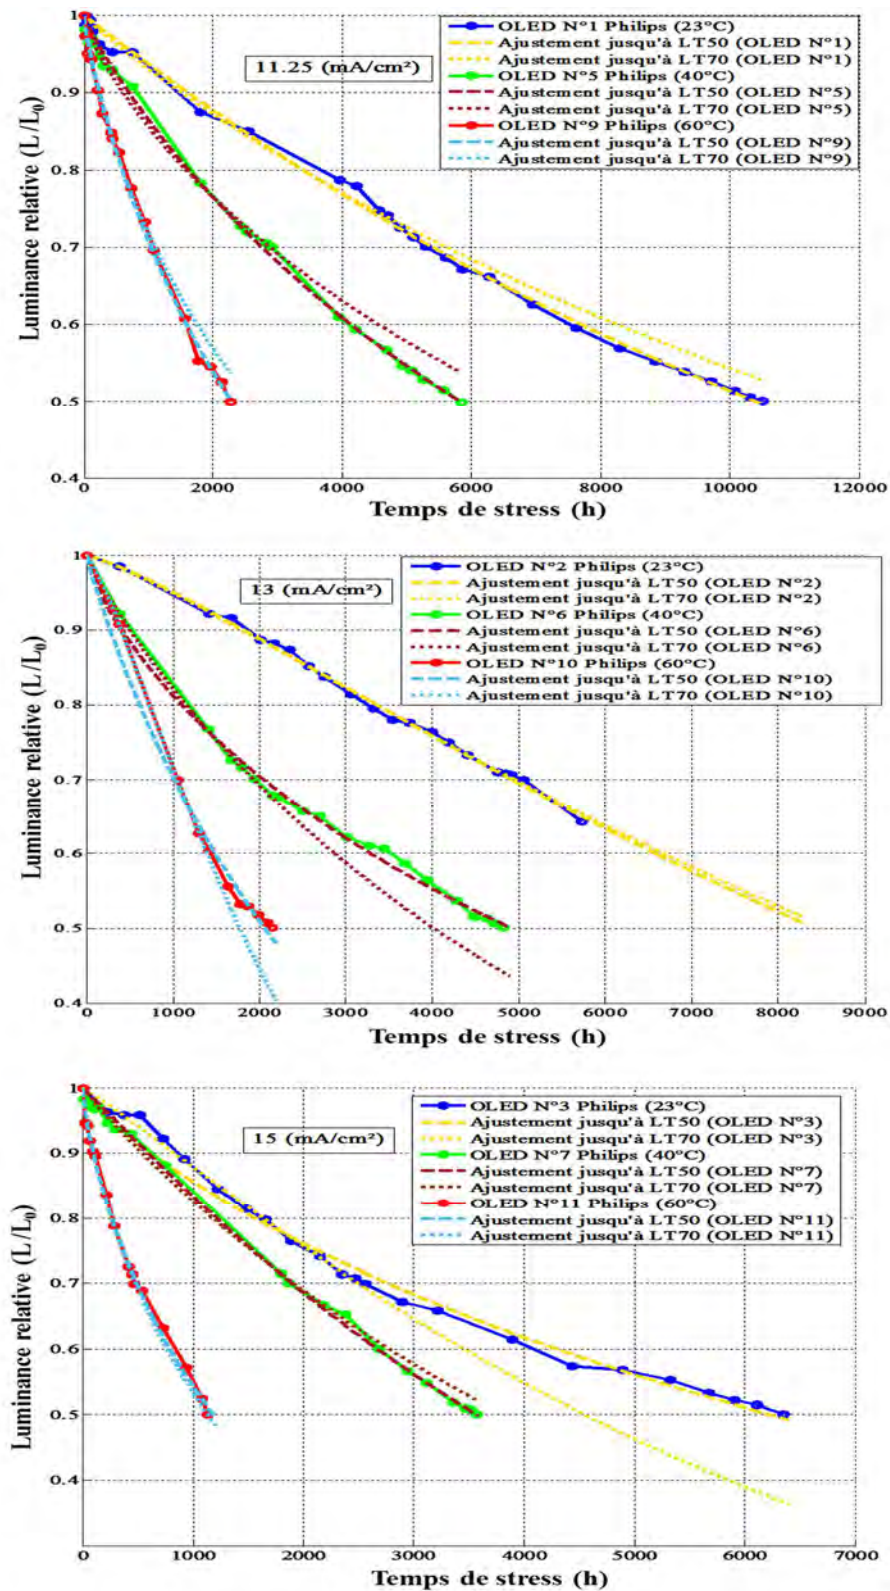 OLED N°1 Philips (23°C)
Ajustement jusqu'à LT50 (OLED N°1)
Ajustement jusqu'à LT70 (OLED N°1)
OLED N°5 Philips (40°C)
Ajustement jusqu'à LT50 (OLED N°5)
Ajustement jusqu'à LT70 (OLED N°5)
OLED N°9 Philips (60°C)
Ajustement jusqu'à LT50 (OLED N°9)
Ajustement jusqu'à LT70 (OLED N°9)
11.25 (mA/cm²)
Luminance relative (L/L₀)
1
0.9
0.8
0.7
0.6
0.5
0.4
0 2000 4000 6000 8000 10000 12000
Temps de stress (h)
OLED N°2 Philips (23°C)
Ajustement jusqu'à LT50 (OLED N°2)
Ajustement jusqu'à LT70 (OLED N°2)
OLED N°6 Philips (40°C)
Ajustement jusqu'à LT50 (OLED N°6)
Ajustement jusqu'à LT70 (OLED N°6)
OLED N°10 Philips (60°C)
Ajustement jusqu'à LT50 (OLED N°10)
Ajustement jusqu'à LT70 (OLED N°10)
13 (mA/cm²)
Luminance relative (L/L₀)
1
0.9
0.8
0.7
0.6
0.5
0.4
0 1000 2000 3000 4000 5000 6000 7000 8000 9000
Temps de stress (h)
OLED N°3 Philips (23°C)
Ajustement jusqu'à LT50 (OLED N°3)
Ajustement jusqu'à LT70 (OLED N°3)
OLED N°7 Philips (40°C)
Ajustement jusqu'à LT50 (OLED N°7)
Ajustement jusqu'à LT70 (OLED N°7)
OLED N°11 Philips (60°C)
Ajustement jusqu'à LT50 (OLED N°11)
Ajustement jusqu'à LT70 (OLED N°11)
15 (mA/cm²)
Luminance relative (L/L₀)
1
0.9
0.8
0.7
0.6
0.5
0.4
0 1000 2000 3000 4000 5000 6000 7000
Temps de stress (h)